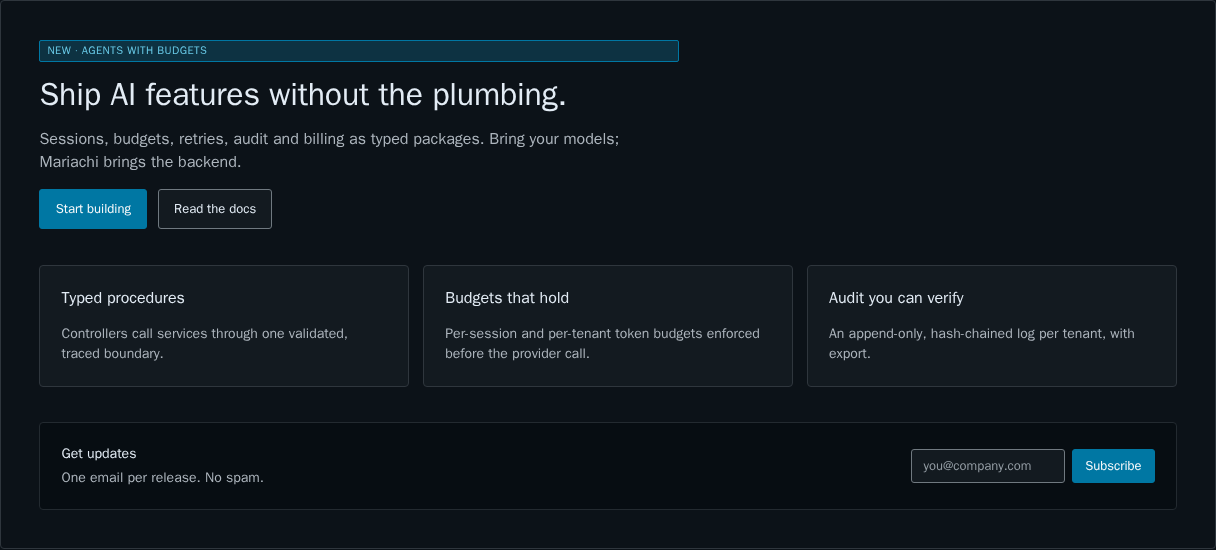 NEW · AGENTS WITH BUDGETS
Ship AI features without the plumbing.
Sessions, budgets, retries, audit and billing as typed packages. Bring your models;
Mariachi brings the backend.
Start building
Read the docs
Typed procedures
Controllers call services through one validated,
traced boundary.
Budgets that hold
Per-session and per-tenant token budgets enforced
before the provider call.
Audit you can verify
An append-only, hash-chained log per tenant, with
export.
Get updates
One email per release. No spam.
you@company.com
Subscribe